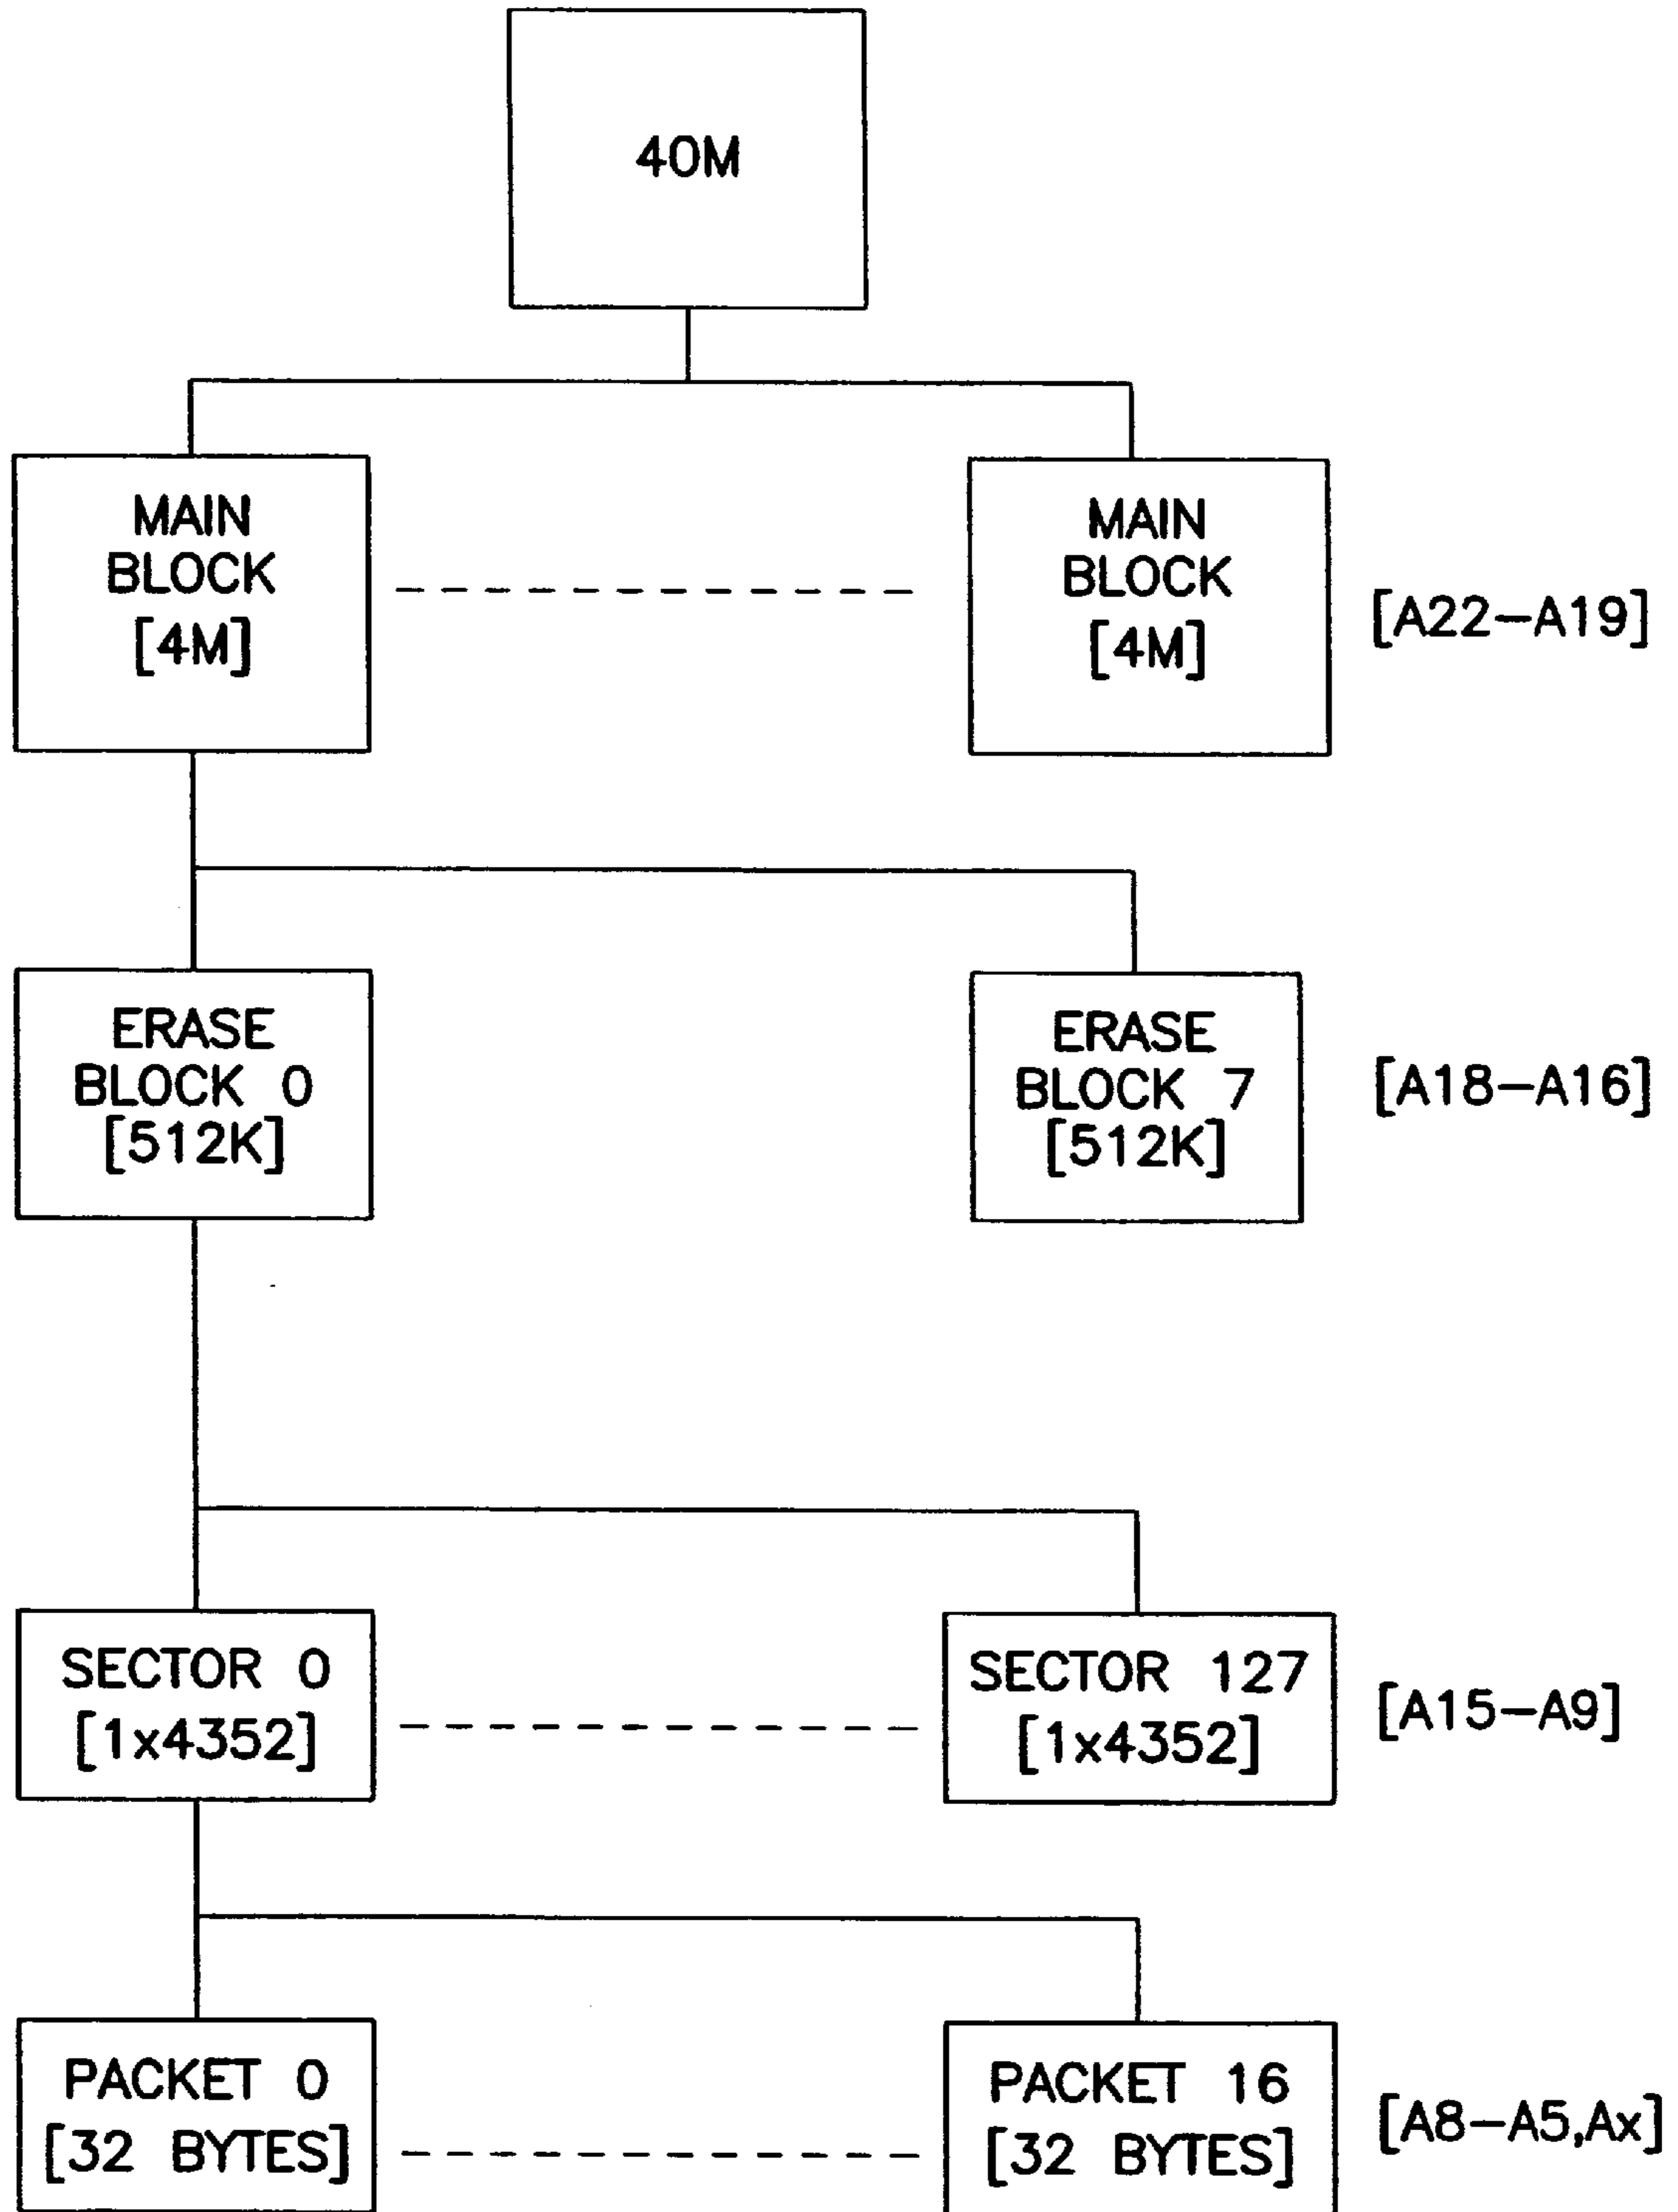 40M
MAIN
BLOCK
[4M]
MAIN
BLOCK
[4M]
[A22-A19]
ERASE
BLOCK 0
[512K]
ERASE
BLOCK 7
[512K]
[A18-A16]
SECTOR 0
[1x4352]
SECTOR 127
[1x4352]
[A15-A9]
PACKET 0
[32 BYTES]
PACKET 16
[32 BYTES]
[A8-A5,Ax]